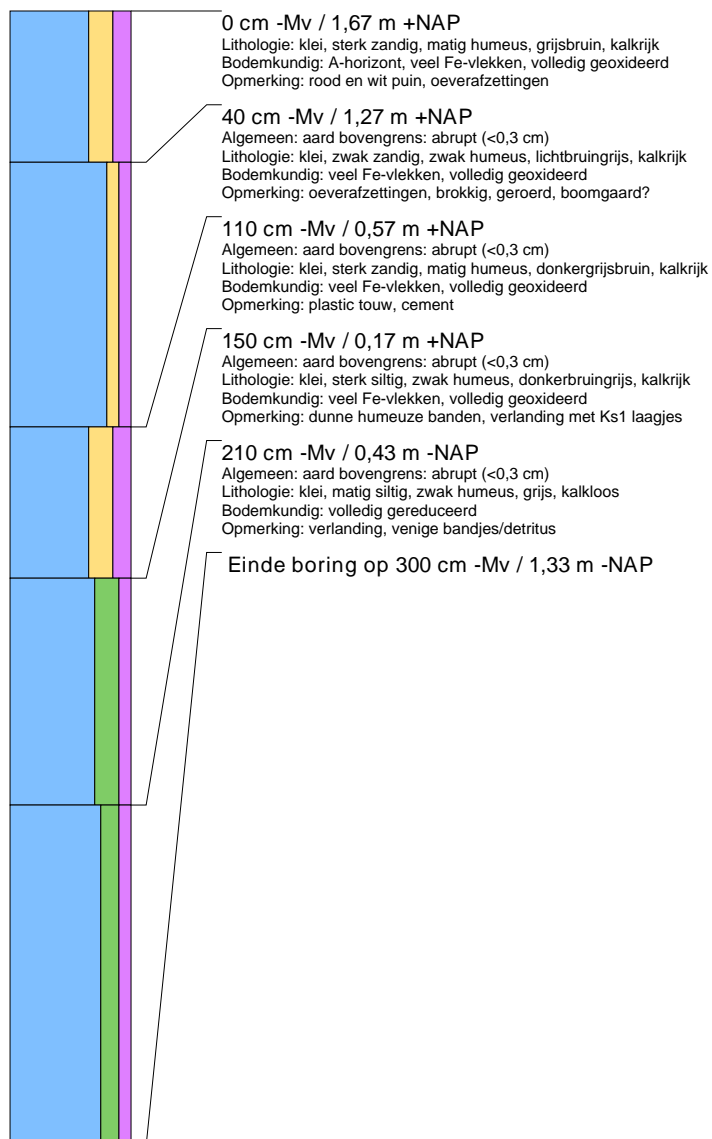 0 cm -Mv / 1,67 m +NAP
Lithologie: klei, sterk zandig, matig humeus, grijsbruin, kalkrijk
Bodemkundig: A-horizont, veel Fe-vlekken, volledig geoxideerd
Opmerking: rood en wit puin, oeverafzettingen
40 cm -Mv / 1,27 m +NAP
Algemeen: aard bovengrens: abrupt (<0,3 cm)
Lithologie: klei, zwak zandig, zwak humeus, lichtbruingrijs, kalkrijk
Bodemkundig: veel Fe-vlekken, volledig geoxideerd
Opmerking: oeverafzettingen, brokkig, geroerd, boomgaard?
110 cm -Mv / 0,57 m +NAP
Algemeen: aard bovengrens: abrupt (<0,3 cm)
Lithologie: klei, sterk zandig, matig humeus, donkergrijsbruin, kalkrijk
Bodemkundig: veel Fe-vlekken, volledig geoxideerd
Opmerking: plastic touw, cement
150 cm -Mv / 0,17 m +NAP
Algemeen: aard bovengrens: abrupt (<0,3 cm)
Lithologie: klei, sterk siltig, zwak humeus, donkerbruingrijs, kalkrijk
Bodemkundig: veel Fe-vlekken, volledig geoxideerd
Opmerking: dunne humeuze banden, verlanding met Ks1 laagjes
210 cm -Mv / 0,43 m -NAP
Algemeen: aard bovengrens: abrupt (<0,3 cm)
Lithologie: klei, matig siltig, zwak humeus, grijs, kalkloos
Bodemkundig: volledig gereduceerd
Opmerking: verlanding, venige bandjes/detritus
Einde boring op 300 cm -Mv / 1,33 m -NAP